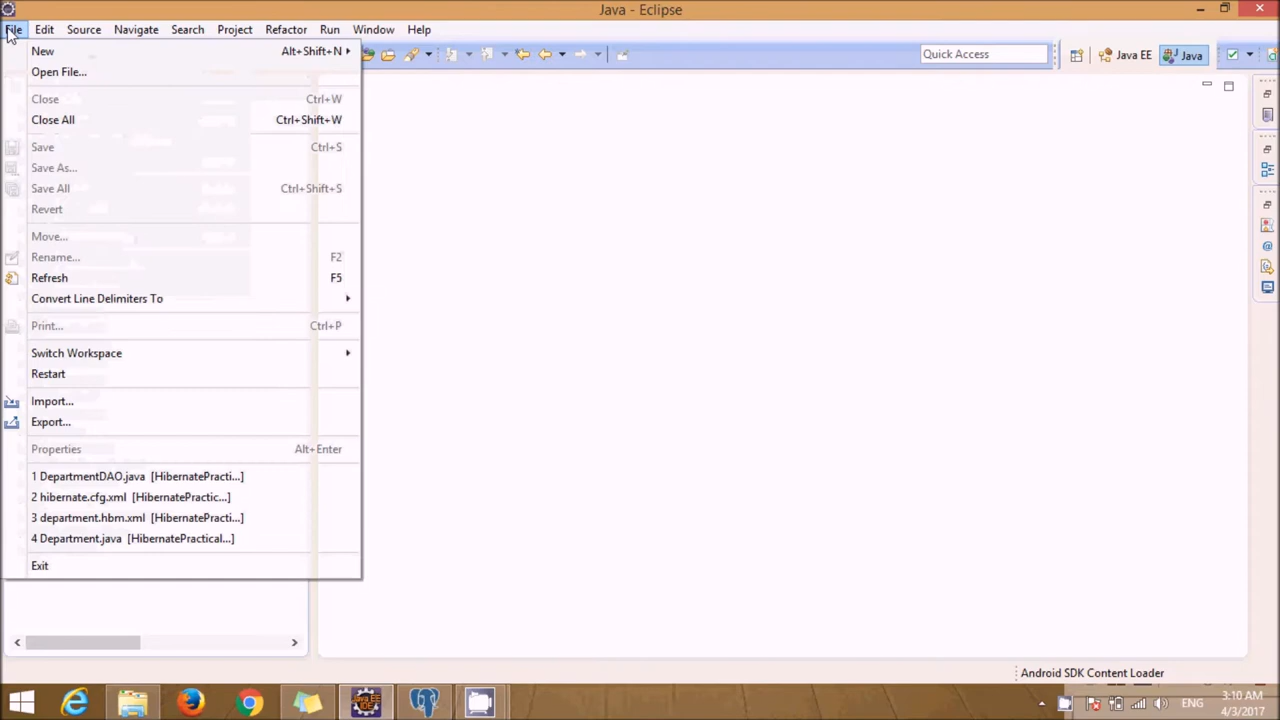 Java - Eclipse
File Edit Source Navigate Search Project Refactor Run Window Help
New Alt+Shift+N
Open File...
Quick Access
Java EE
Java
Close Ctrl+W
Close All Ctrl+Shift+W
Save Ctrl+S
Save As...
Save All Ctrl+Shift+S
Revert
Move...
Rename... F2
Refresh F5
Convert Line Delimiters To
Print... Ctrl+P
Switch Workspace
Restart
Import...
Export...
Properties Alt+Enter
1 DepartmentDAO.java [HibernatePracti...]
2 hibernate.cfg.xml [HibernatePractic...]
3 department.hbm.xml [HibernatePracti...]
4 Department.java [HibernatePractical...]
Exit
Android SDK Content Loader
Java EE
IDE
ENG
3:10 AM
4/3/2017